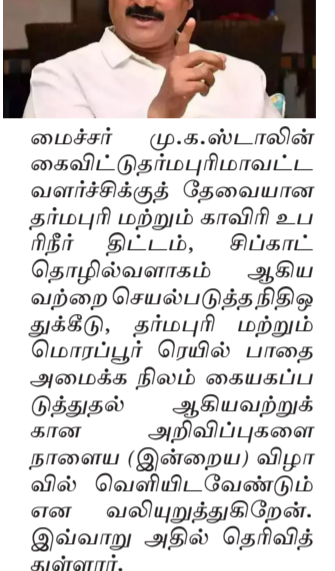 மைச்சர் மு.க.ஸ்டாலின்
கைவிட்டுதர்மபுரிமாவட்ட
வளர்ச்சிக்குத் தேவையான
தர்மபுரி மற்றும் காவிரி உப
ரிநீர் திட்டம், சிப்காட்
தொழில்வளாகம் ஆகிய
வற்றை செயல்படுத்தநிதிஒ
துக்கீடு, தர்மபுரி மற்றும்
மொரப்பூர் ரெயில் பாதை
அமைக்க நிலம் கையகப்ப
டுத்துதல் ஆகியவற்றுக்
கான அறிவிப்புகளை
நாளைய (இன்றைய) விழா
வில் வெளியிடவேண்டும்
என வலியுறுத்துகிறேன்.
இவ்வாறு அதில் தெரிவித்
துள்ளார்.